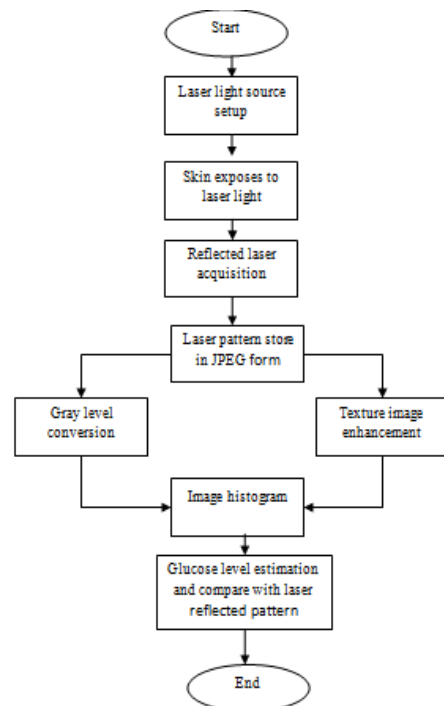 Start
Laser light source
setup
Skin exposes to
laser light
Reflected laser
acquisition
Laser pattern store
in JPEG form
Gray level
conversion
Texture image
enhancement
Image histogram
Glucose level estimation
and compare with laser
reflected pattern
End